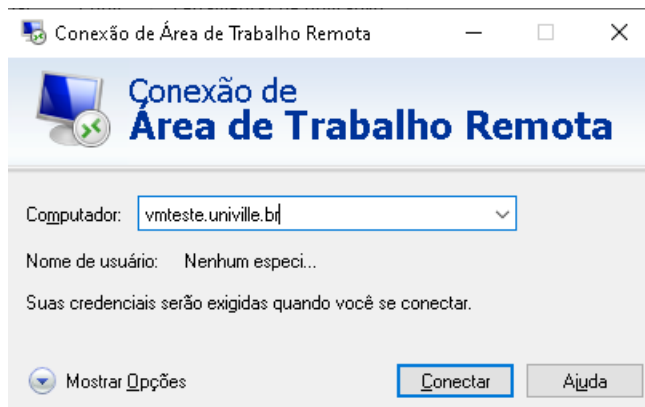 Conexão de Área de Trabalho Remota
Conexão de
Área de Trabalho Remota
Computador: vmteste.univille.br
Nome de usuário: Nenhum especi...
Suas credenciais serão exigidas quando você se conectar.
Mostrar Opções Conectar Ajuda